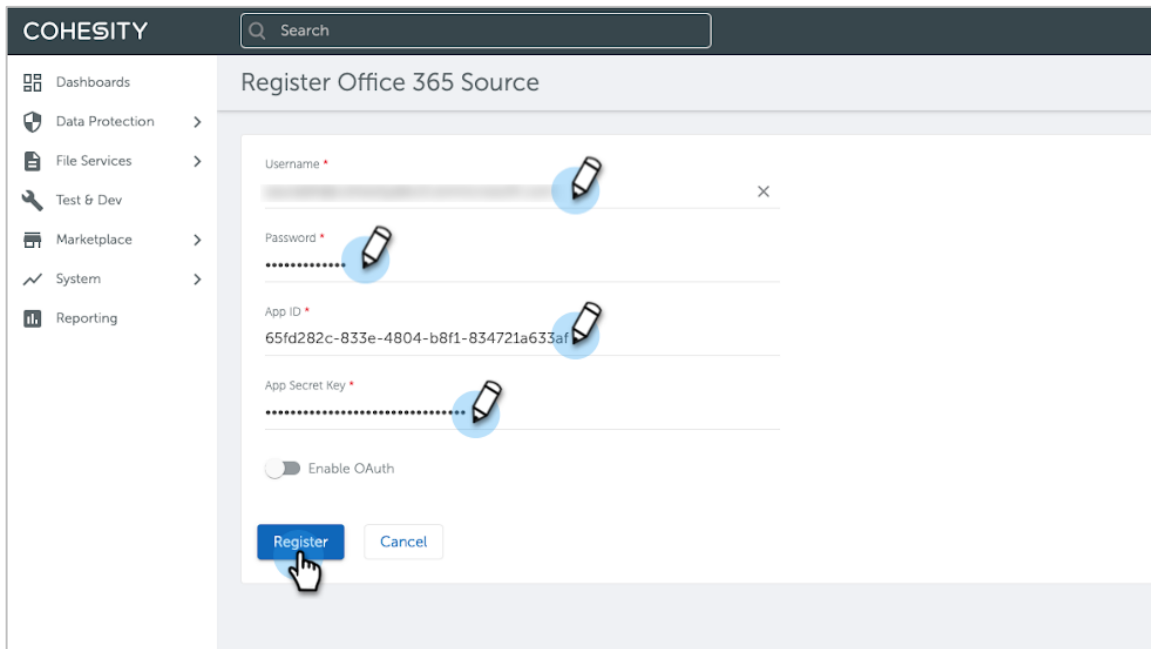 COHESITY
Search
Dashboards
Data Protection
File Services
Test & Dev
Marketplace
System
Reporting
Register Office 365 Source
Username *
Password *
•••••••••••••
App ID *
65fd282c-833e-4804-b8f1-834721a633af
App Secret Key *
••••••••••••••••••••••••••••••••••
Enable OAuth
Register
Cancel